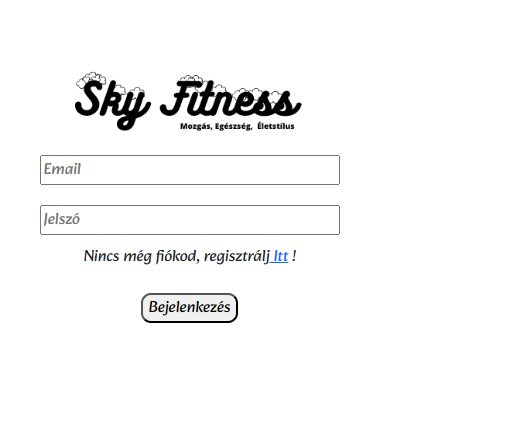 Sky Fitness
Mozgás, Egészség, Életstílus
Email
Jelszó
Nincs még fiókod, regisztrálj Itt !
Bejelenkezés